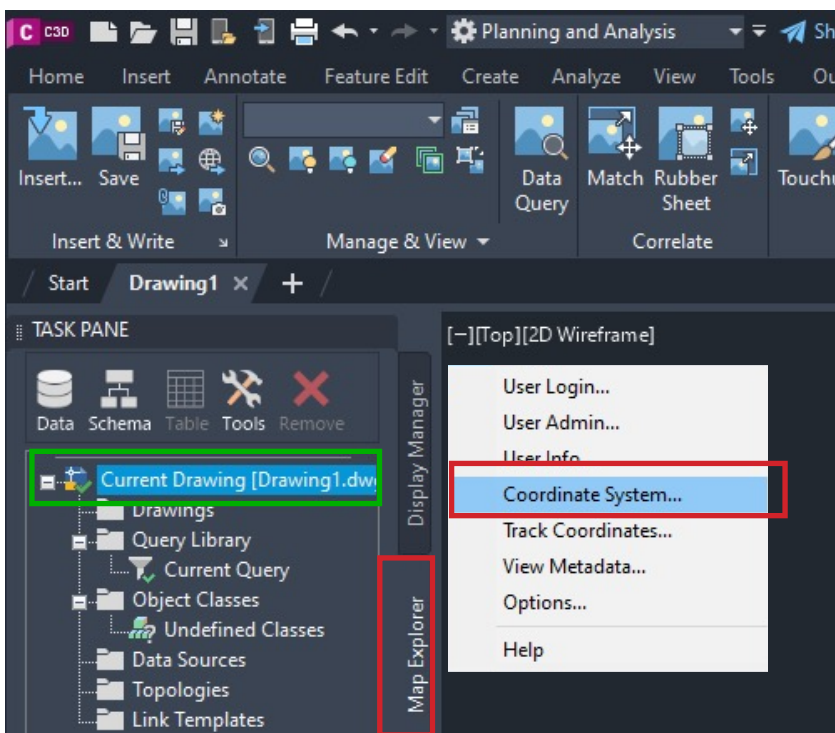 C C3D Planning and Analysis Sh
Home Insert Annotate Feature Edit Create Analyze View Tools Ou
Insert... Save Data Query Match Rubber Sheet Touchu
Insert & Write Manage & View Correlate
Start Drawing1 × +
TASK PANE
[−][Top][2D Wireframe]
Data Schema Table Tools Remove
Display Manager
Current Drawing [Drawing1.dw
Drawings
Query Library
Current Query
Object Classes
Undefined Classes
Data Sources
Topologies
Link Templates
Map Explorer
User Login...
User Admin...
User Info
Coordinate System...
Track Coordinates...
View Metadata...
Options...
Help